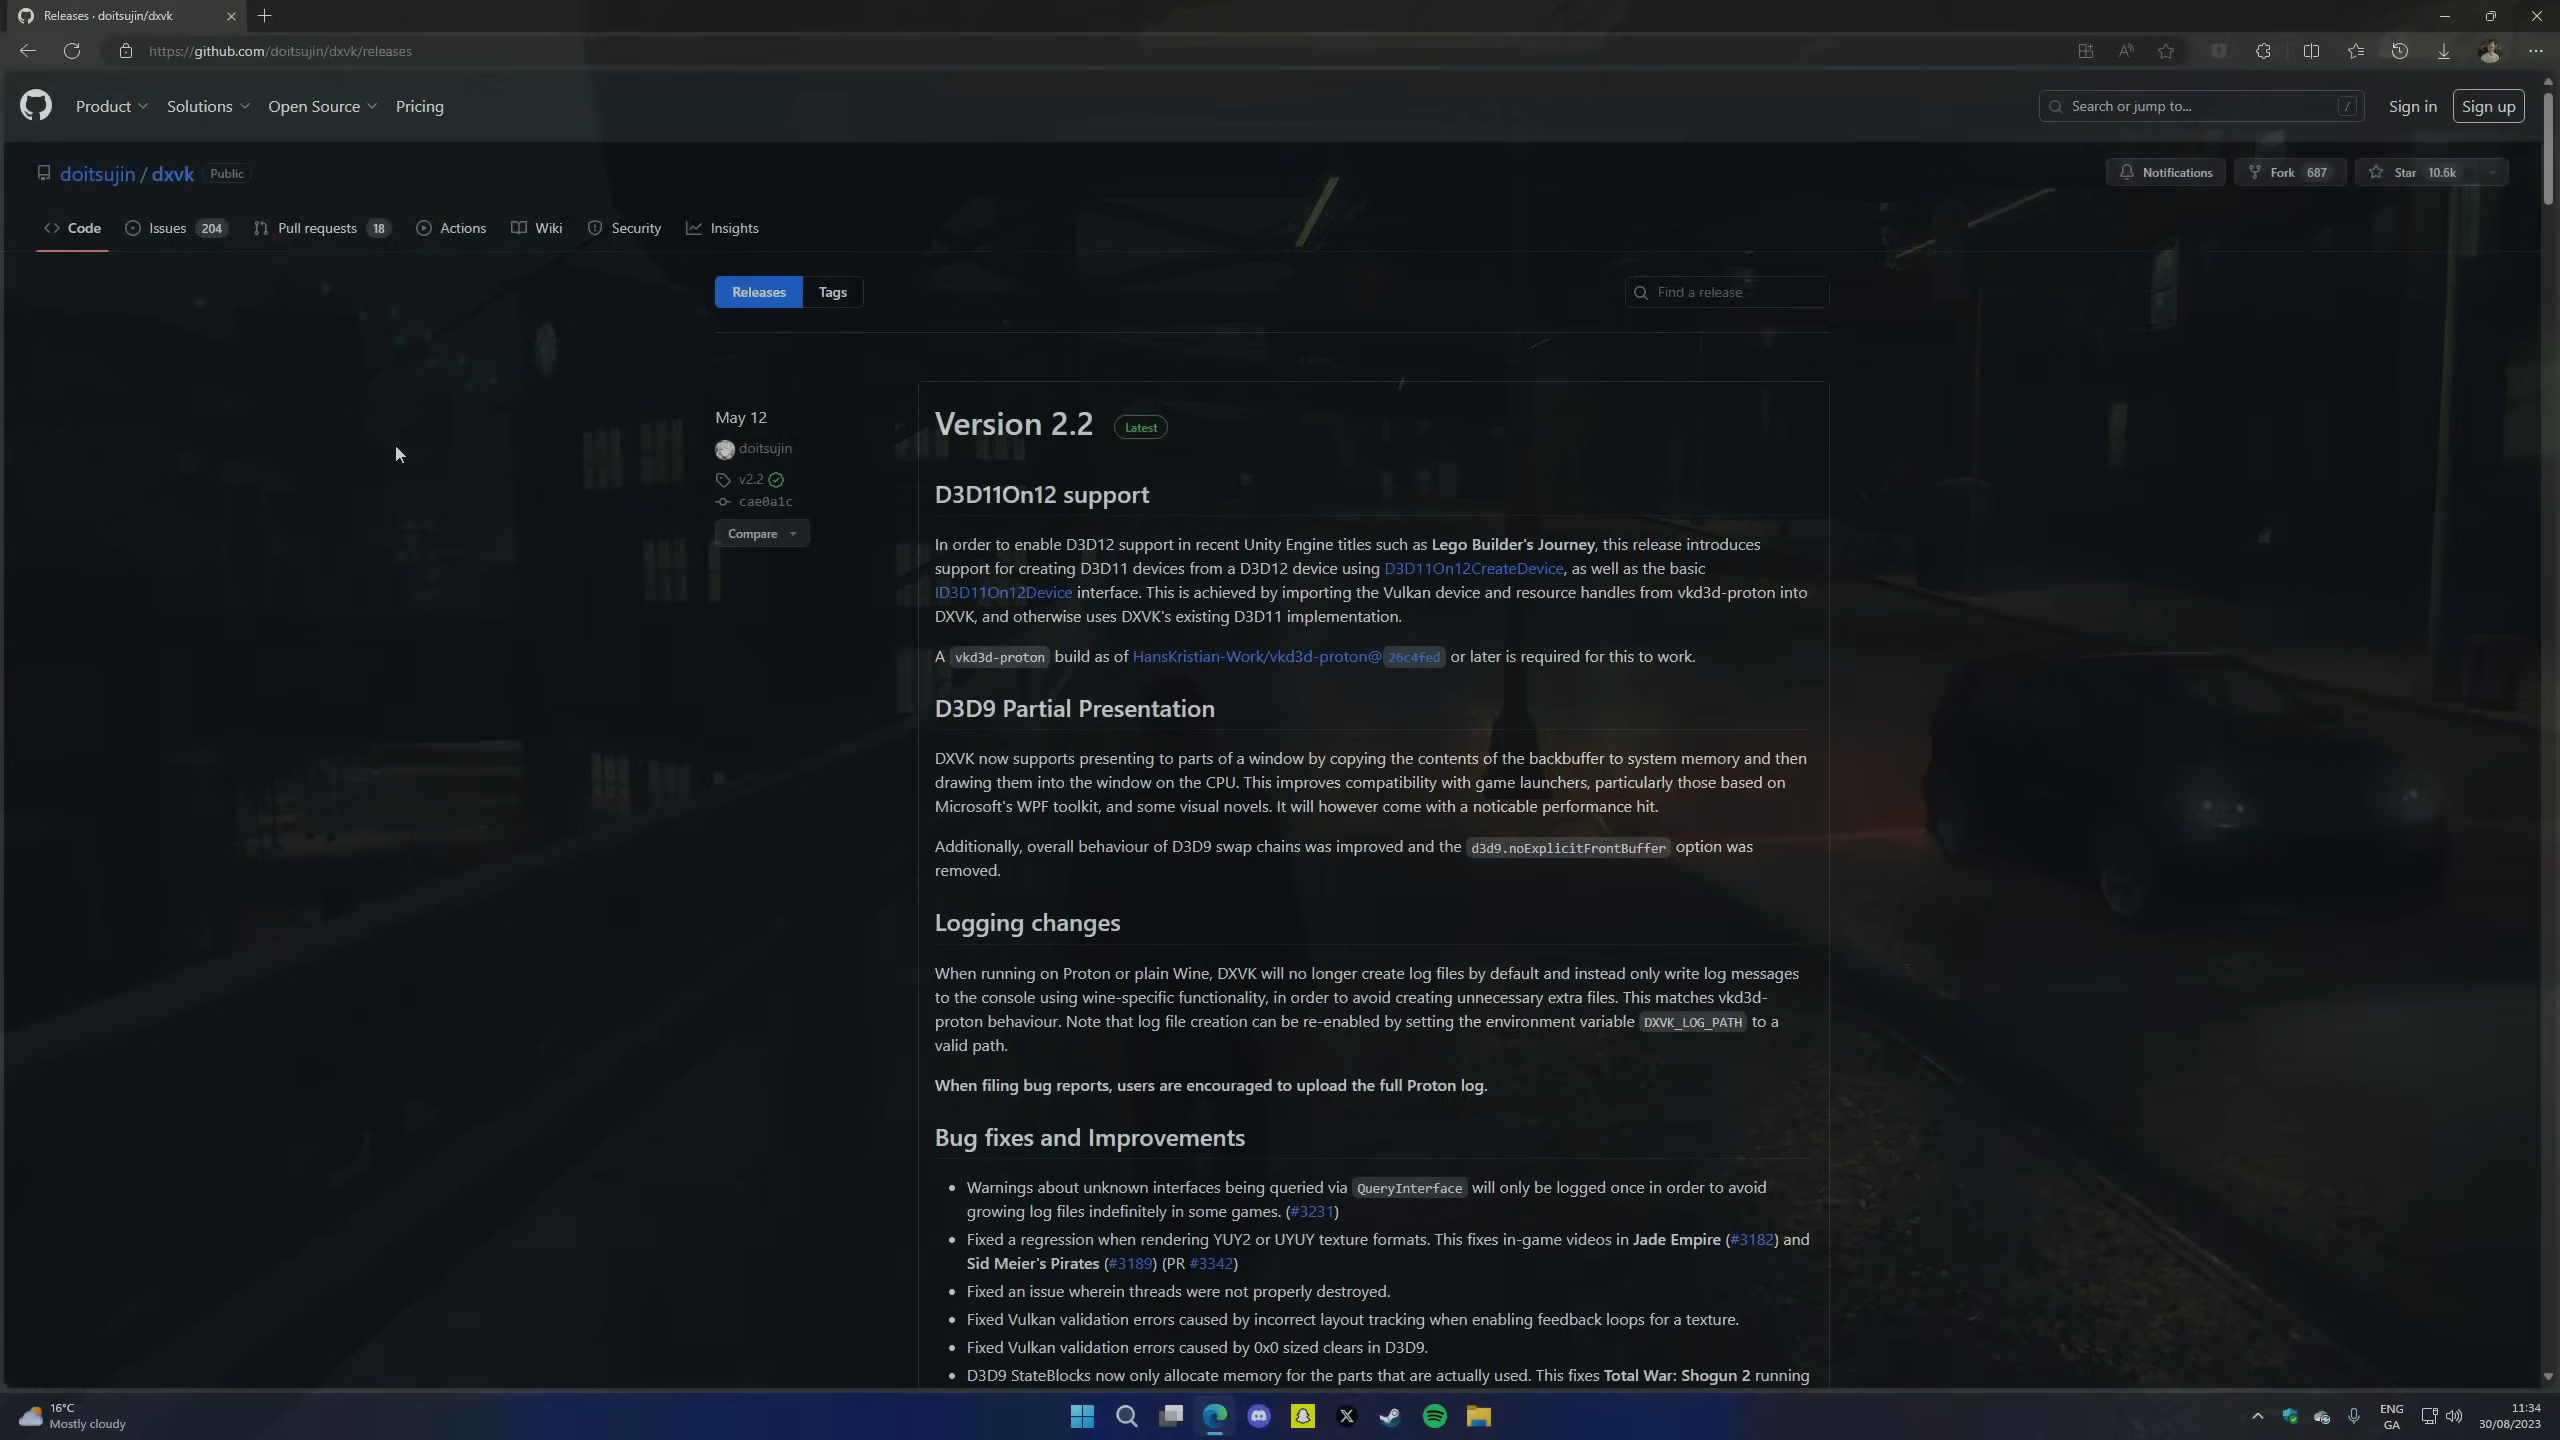 Releases · doitsujin/dxvk
https://github.com/doitsujin/dxvk/releases
Product
Solutions
Open Source
Pricing
Search or jump to...
/
Sign in
Sign up
doitsujin / dxvk Public
Notifications
Fork 687
Star 10.6k
Code
Issues 204
Pull requests 18
Actions
Wiki
Security
Insights
Releases
Tags
Find a release
May 12
doitsujin
v2.2
cae0a1c
Compare
Version 2.2 Latest
D3D11On12 support
In order to enable D3D12 support in recent Unity Engine titles such as Lego Builder's Journey, this release introduces
support for creating D3D11 devices from a D3D12 device using D3D11On12CreateDevice, as well as the basic
ID3D11On12Device interface. This is achieved by importing the Vulkan device and resource handles from vkd3d-proton into
DXVK, and otherwise uses DXVK's existing D3D11 implementation.
A vkd3d-proton build as of HansKristian-Work/vkd3d-proton@26c4fed or later is required for this to work.
D3D9 Partial Presentation
DXVK now supports presenting to parts of a window by copying the contents of the backbuffer to system memory and then
drawing them into the window on the CPU. This improves compatibility with game launchers, particularly those based on
Microsoft's WPF toolkit, and some visual novels. It will however come with a noticable performance hit.
Additionally, overall behaviour of D3D9 swap chains was improved and the d3d9.noExplicitFrontBuffer option was
removed.
Logging changes
When running on Proton or plain Wine, DXVK will no longer create log files by default and instead only write log messages
to the console using wine-specific functionality, in order to avoid creating unnecessary extra files. This matches vkd3d-
proton behaviour. Note that log file creation can be re-enabled by setting the environment variable DXVK_LOG_PATH to a
valid path.
When filing bug reports, users are encouraged to upload the full Proton log.
Bug fixes and Improvements
• Warnings about unknown interfaces being queried via QueryInterface will only be logged once in order to avoid
growing log files indefinitely in some games. (#3231)
• Fixed a regression when rendering YUY2 or UYUY texture formats. This fixes in-game videos in Jade Empire (#3182) and
Sid Meier's Pirates (#3189) (PR #3342)
• Fixed an issue wherein threads were not properly destroyed.
• Fixed Vulkan validation errors caused by incorrect layout tracking when enabling feedback loops for a texture.
• Fixed Vulkan validation errors caused by 0x0 sized clears in D3D9.
• D3D9 StateBlocks now only allocate memory for the parts that are actually used. This fixes Total War: Shogun 2 running
16°C
Mostly cloudy
ENG
GA
11:34
30/08/2023